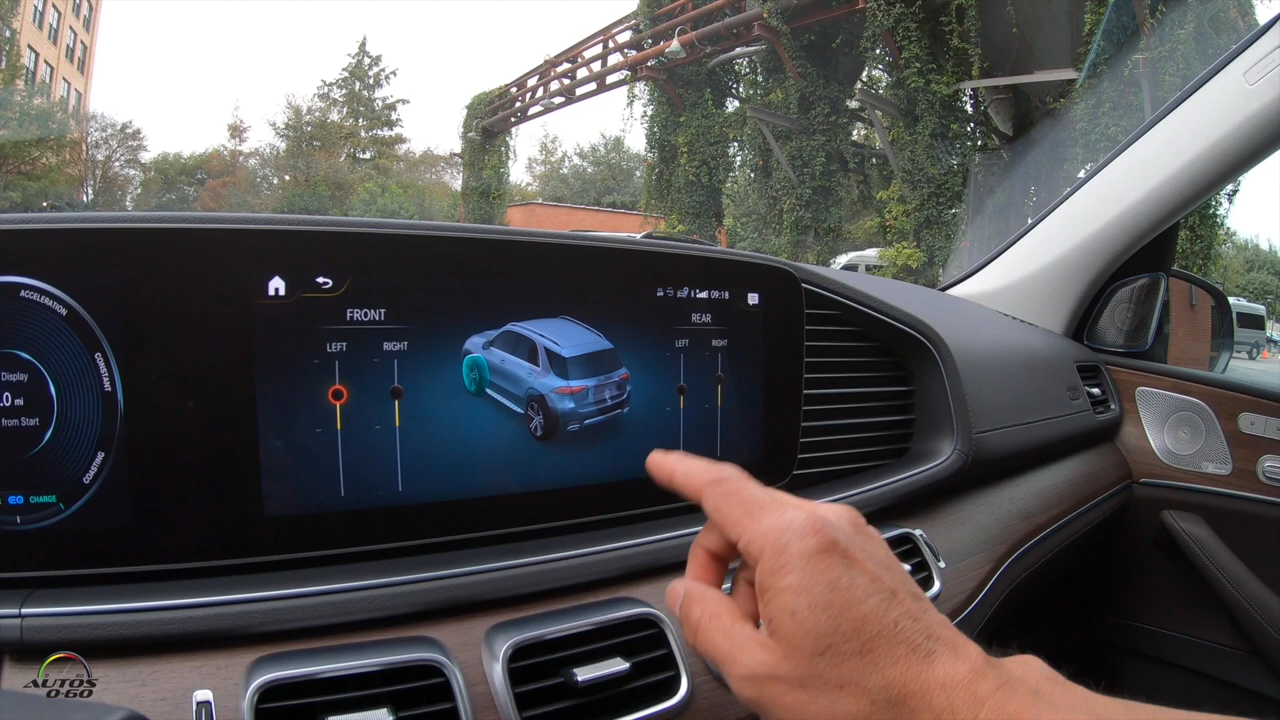 ACCELERATION
CONSTANT
Display
.0 mi
from Start
COASTING
EQ CHARGE
09:18
FRONT
LEFT
RIGHT
REAR
LEFT
RIGHT
AUTOS
0-60